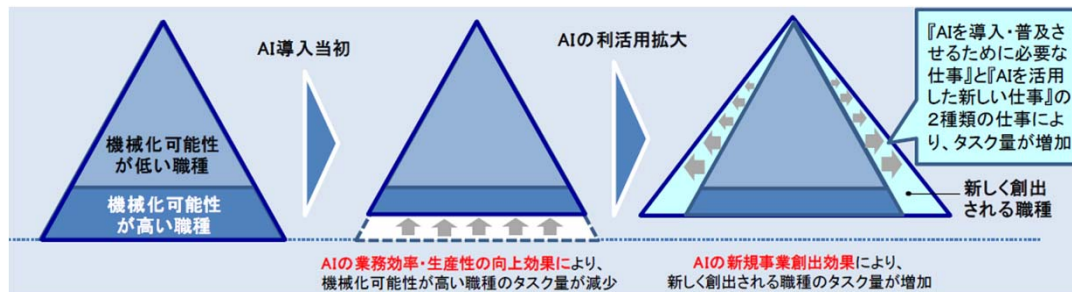 機械化可能性
が低い職種
機械化可能性
が高い職種
AI導入当初
AIの業務効率・生産性の向上効果により、
機械化可能性が高い職種のタスク量が減少
AIの利活用拡大
AIの新規事業創出効果により、
新しく創出される職種のタスク量が増加
『AIを導入・普及さ
せるために必要な
仕事』と『AIを活用
した新しい仕事』の
２種類の仕事によ
り、タスク量が増加
新しく創出
される職種